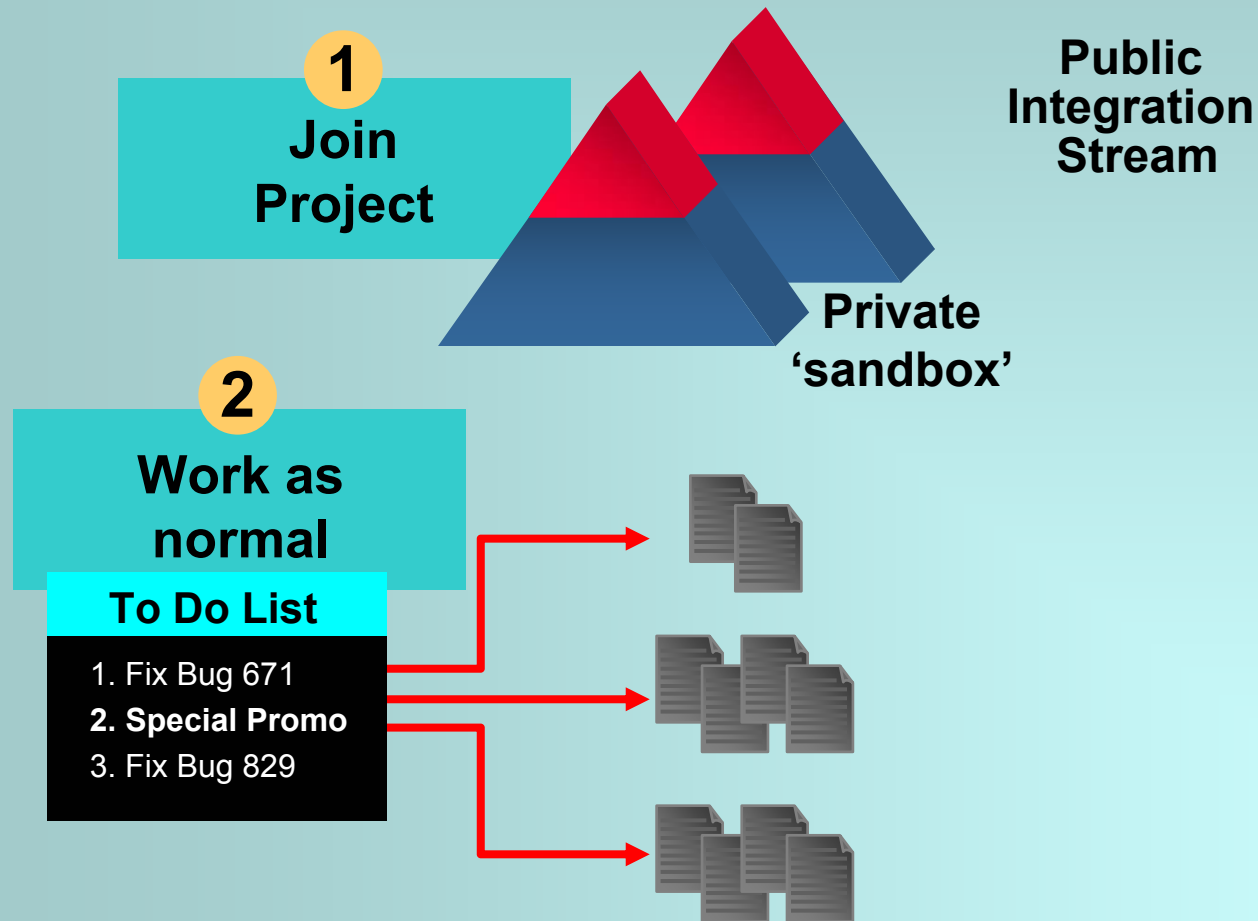 1
Join
Project
Public
Integration
Stream
Private
‘sandbox’
2
Work as
normal
To Do List
1. Fix Bug 671
2. Special Promo
3. Fix Bug 829